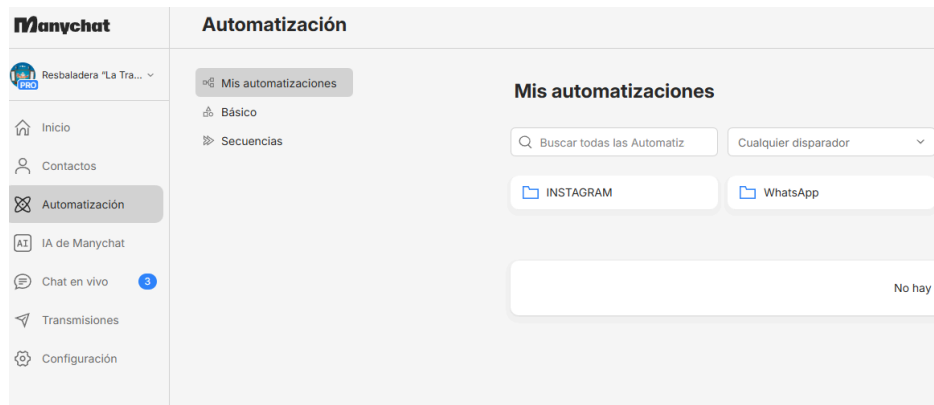 Manychat
Automatización
PRO
Resbaladera “La Tra...
Mis automatizaciones
Básico
Secuencias
Inicio
Contactos
Automatización
AI
IA de Manychat
Chat en vivo
3
Transmisiones
Configuración
Mis automatizaciones
Buscar todas las Automatiz
Cualquier disparador
INSTAGRAM
WhatsApp
No hay